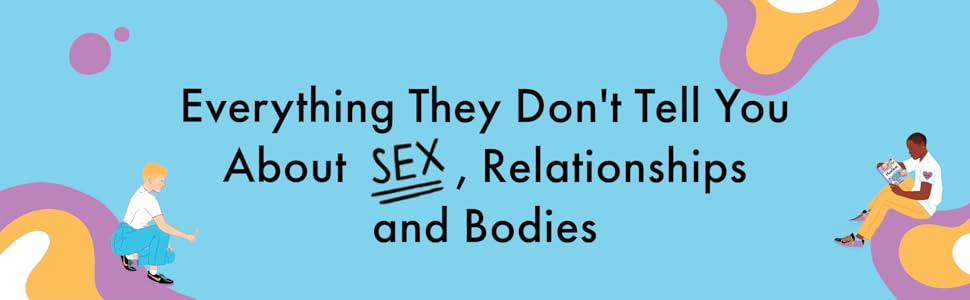 Everything They Don't Tell You
About SEX, Relationships
and Bodies